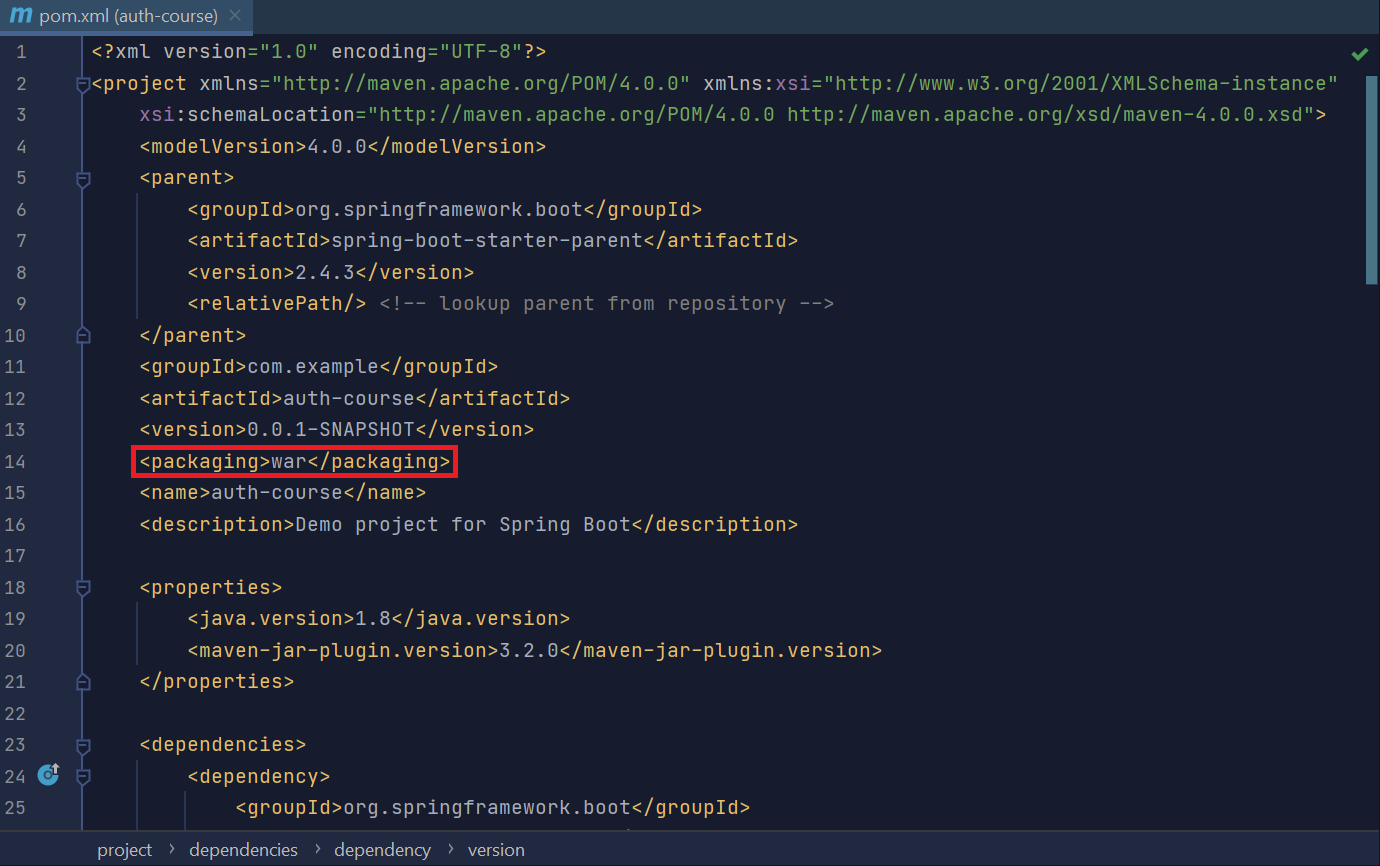 m pom.xml (auth-course) ×
1 <?xml version="1.0" encoding="UTF-8"?>
2 <project xmlns="http://maven.apache.org/POM/4.0.0" xmlns:xsi="http://www.w3.org/2001/XMLSchema-instance"
3 xsi:schemaLocation="http://maven.apache.org/POM/4.0.0 http://maven.apache.org/xsd/maven-4.0.0.xsd">
4 <modelVersion>4.0.0</modelVersion>
5 <parent>
6 <groupId>org.springframework.boot</groupId>
7 <artifactId>spring-boot-starter-parent</artifactId>
8 <version>2.4.3</version>
9 <relativePath/> <!-- lookup parent from repository -->
10 </parent>
11 <groupId>com.example</groupId>
12 <artifactId>auth-course</artifactId>
13 <version>0.0.1-SNAPSHOT</version>
14 <packaging>war</packaging>
15 <name>auth-course</name>
16 <description>Demo project for Spring Boot</description>
17
18 <properties>
19 <java.version>1.8</java.version>
20 <maven-jar-plugin.version>3.2.0</maven-jar-plugin.version>
21 </properties>
22
23 <dependencies>
24 <dependency>
25 <groupId>org.springframework.boot</groupId>
project › dependencies › dependency › version